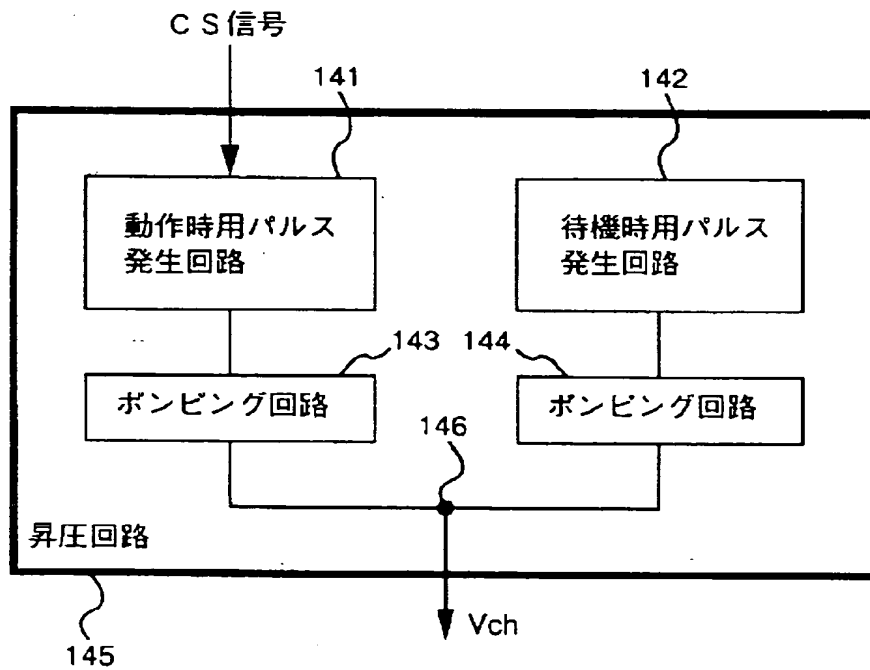 CS信号
141
142
動作時用パルス
発生回路
待機時用パルス
発生回路
143
144
ポンピング回路
ポンピング回路
146
昇圧回路
Vch
145